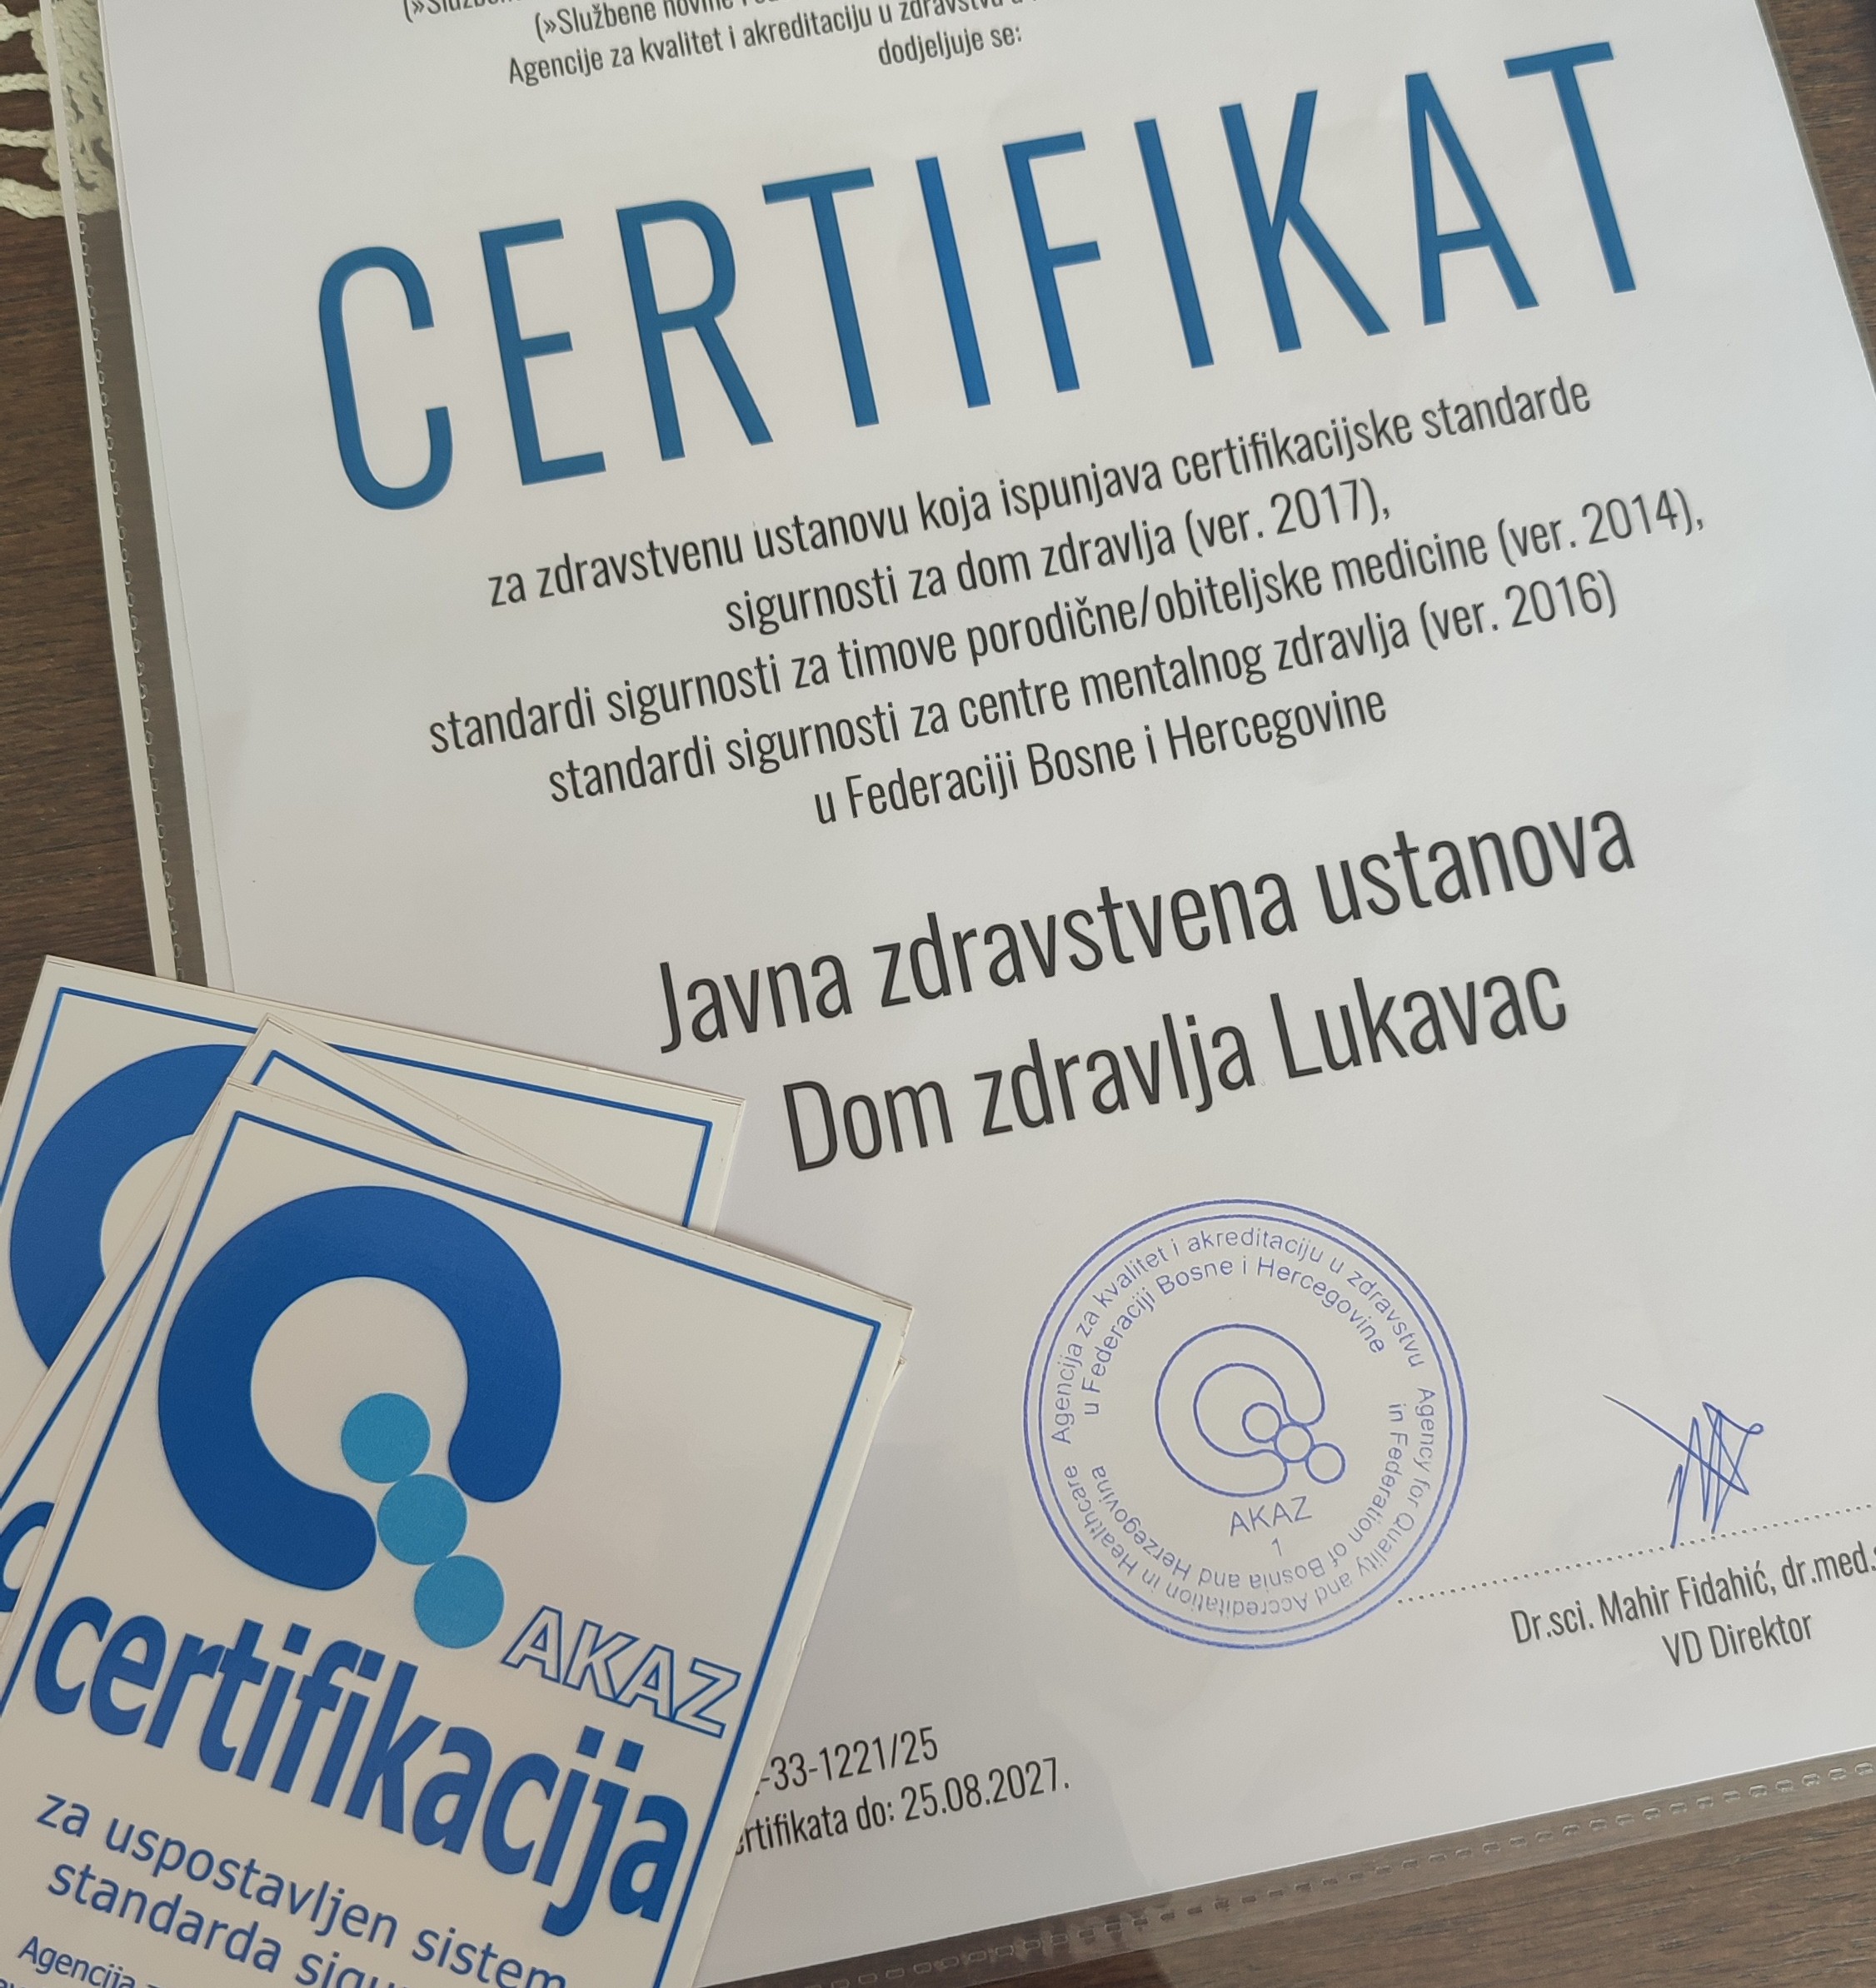 (»Službene novine
Agencije za kvalitet i akreditaciju u zdravstvu u
dodjeljuje se:
CERTIFIKAT
za zdravstvenu ustanovu koja ispunjava certifikacijske standarde
sigurnosti za dom zdravlja (ver. 2017),
standardi sigurnosti za timove porodične/obiteljske medicine (ver. 2014),
standardi sigurnosti za centre mentalnog zdravlja (ver. 2016)
u Federaciji Bosne i Hercegovine
Javna zdravstvena ustanova
Dom zdravlja Lukavac
Agencija za kvalitet i akreditaciju u zdravstvu
u Federaciji Bosne i Hercegovine
Agency for Quality and Accreditation in Healthcare
in Federation of Bosnia and Herzegovina
AKAZ
1
Dr.sci. Mahir Fidahić, dr.med.
VD Direktor
-33-1221/25
rtifikata do: 25.08.2027.
AKAZ
certifikacija
za uspostavljen sistem
standarda sigu
Agencija